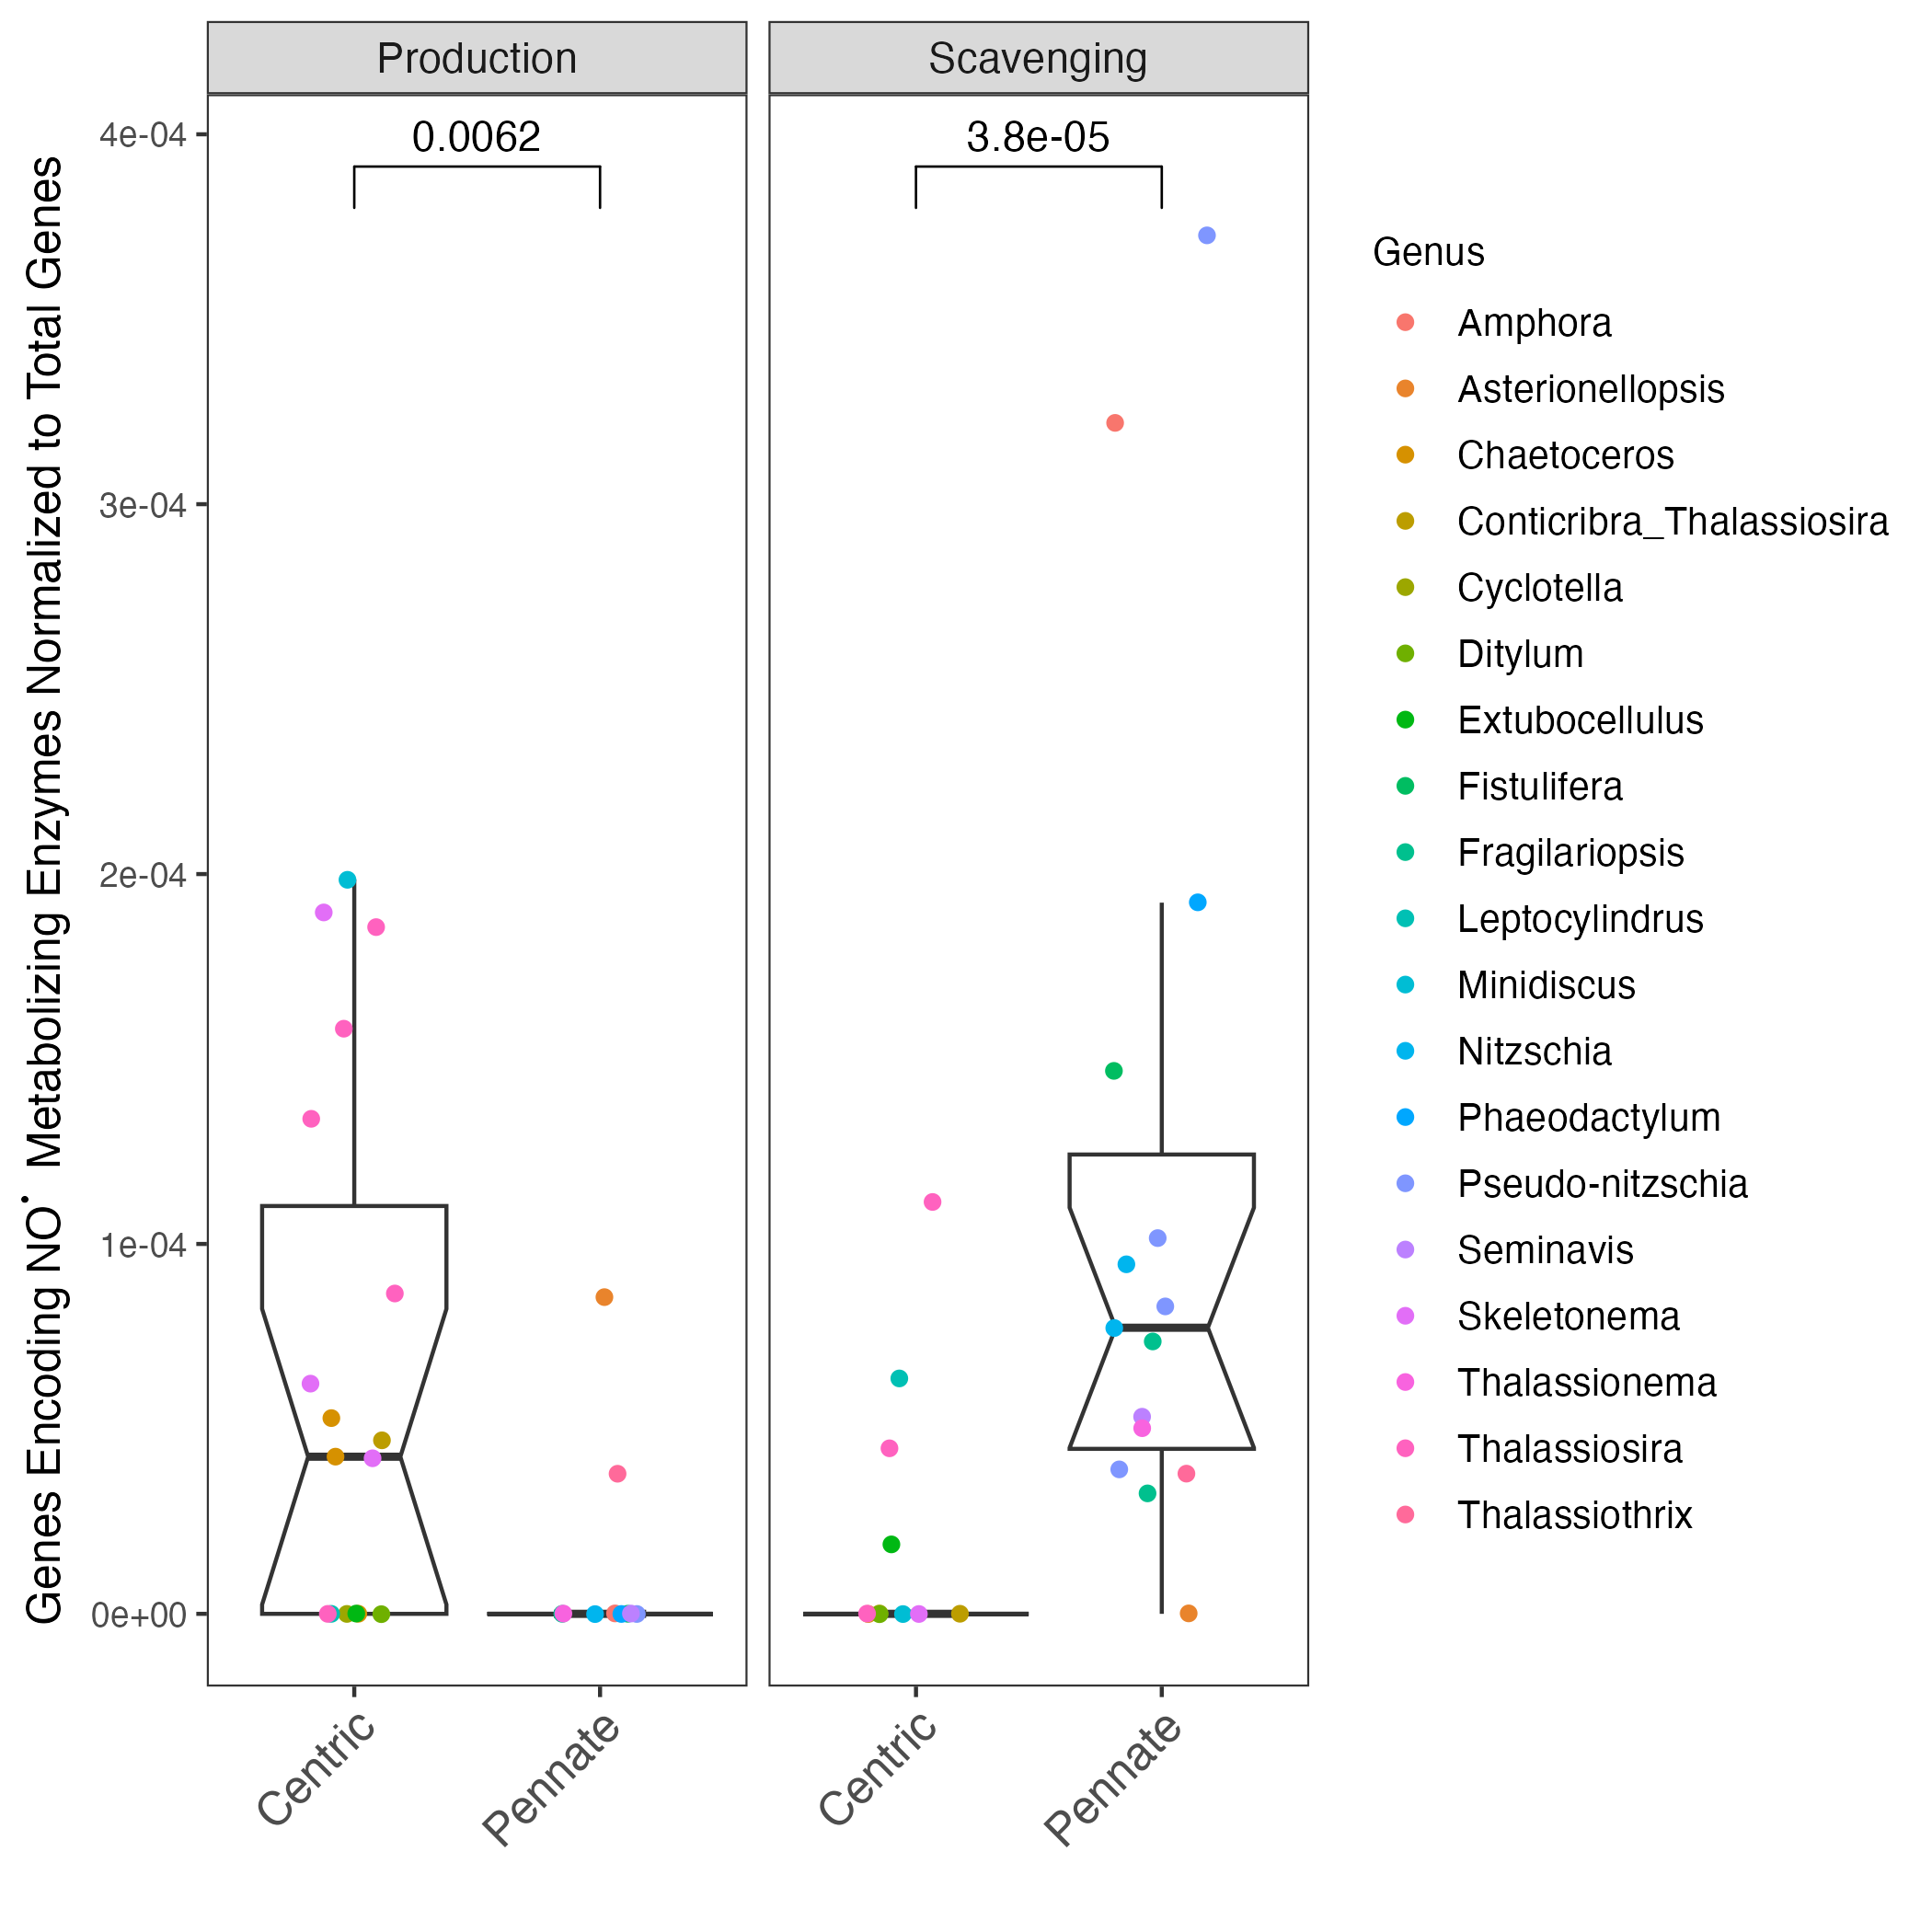 Production
Scavenging
Genes Encoding NO• Metabolizing Enzymes Normalized to Total Genes
4e-04
3e-04
2e-04
1e-04
0e+00
0.0062
3.8e-05
Centric
Pennate
Centric
Pennate
Genus
Amphora
Asterionellopsis
Chaetoceros
Conticribra_Thalassiosira
Cyclotella
Ditylum
Extubocellulus
Fistulifera
Fragilariopsis
Leptocylindrus
Minidiscus
Nitzschia
Phaeodactylum
Pseudo-nitzschia
Seminavis
Skeletonema
Thalassionema
Thalassiosira
Thalassiothrix